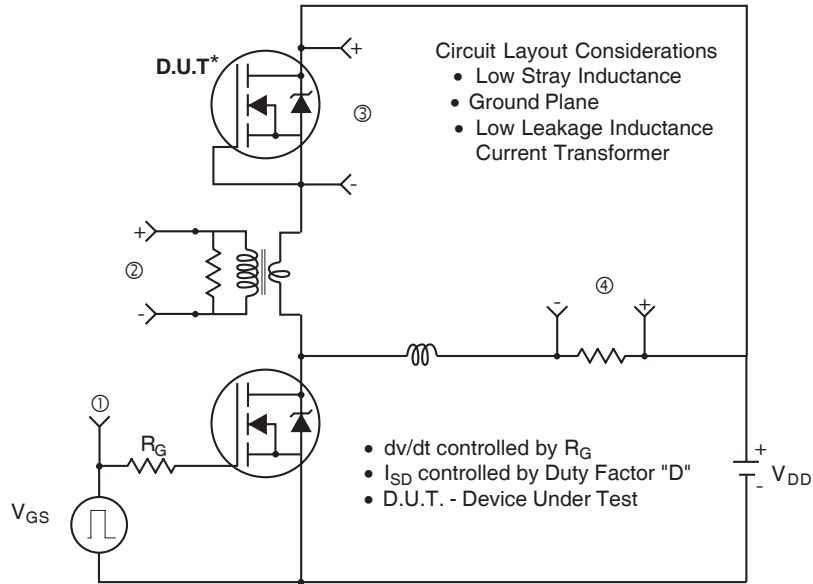 D.U.T*
+
③
-
Circuit Layout Considerations
• Low Stray Inductance
• Ground Plane
• Low Leakage Inductance
Current Transformer
+
②
-
④
- +
①
R_G
V_GS
• dv/dt controlled by R_G
• I_SD controlled by Duty Factor "D"
• D.U.T. - Device Under Test
+
V_DD
-